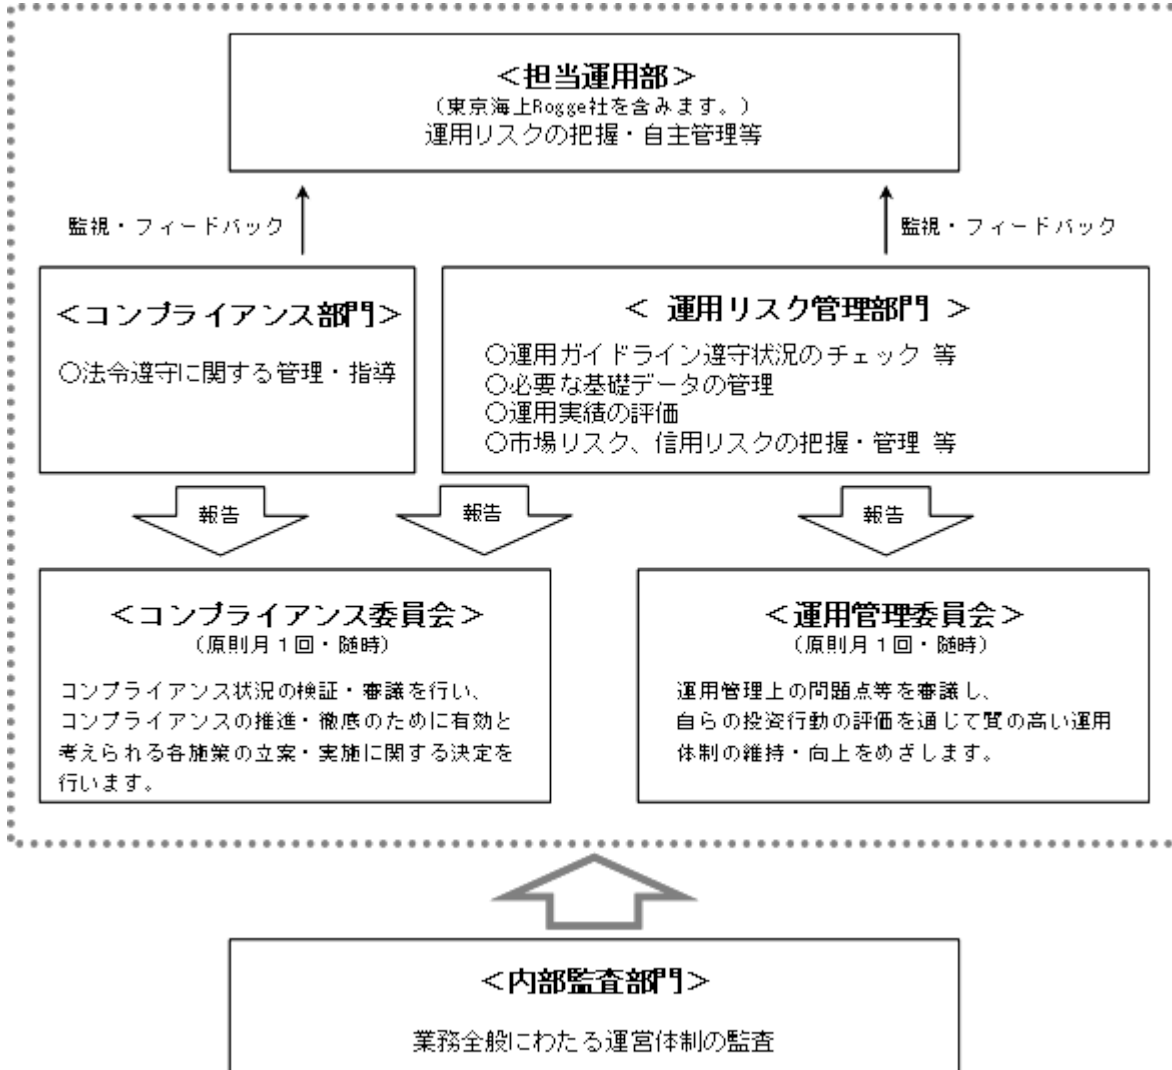 ＜担当運用部＞
（東京海上Rogge社を含みます。）
運用リスクの把握・自主管理等
監視・フィードバック
監視・フィードバック
＜コンプライアンス部門＞
○法令遵守に関する管理・指導
＜ 運用リスク管理部門 ＞
○運用ガイドライン遵守状況のチェック 等
○必要な基礎データの管理
○運用実績の評価
○市場リスク、信用リスクの把握・管理 等
報告
報告
報告
＜コンプライアンス委員会＞
（原則月１回・随時）
コンプライアンス状況の検証・審議を行い、
コンプライアンスの推進・徹底のために有効と
考えられる各施策の立案・実施に関する決定を
行います。
＜運用管理委員会＞
（原則月１回・随時）
運用管理上の問題点等を審議し、
自らの投資行動の評価を通じて質の高い運用
体制の維持・向上をめざします。
＜内部監査部門＞
業務全般にわたる運営体制の監査